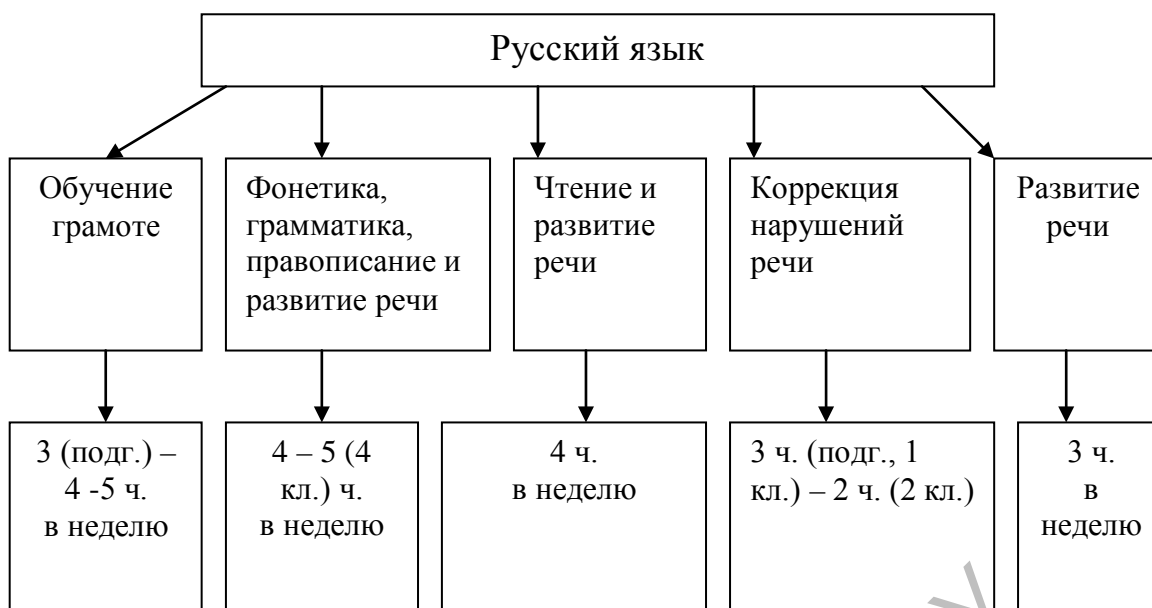 Русский язык
Обучение
грамоте
Фонетика,
грамматика,
правописание и
развитие речи
Чтение и
развитие
речи
Коррекция
нарушений
речи
Развитие
речи
3 (подг.) –
4 -5 ч.
в неделю
4 – 5 (4
кл.) ч.
в неделю
4 ч.
в неделю
3 ч. (подг., 1
кл.) – 2 ч. (2 кл.)
3 ч.
в
неделю